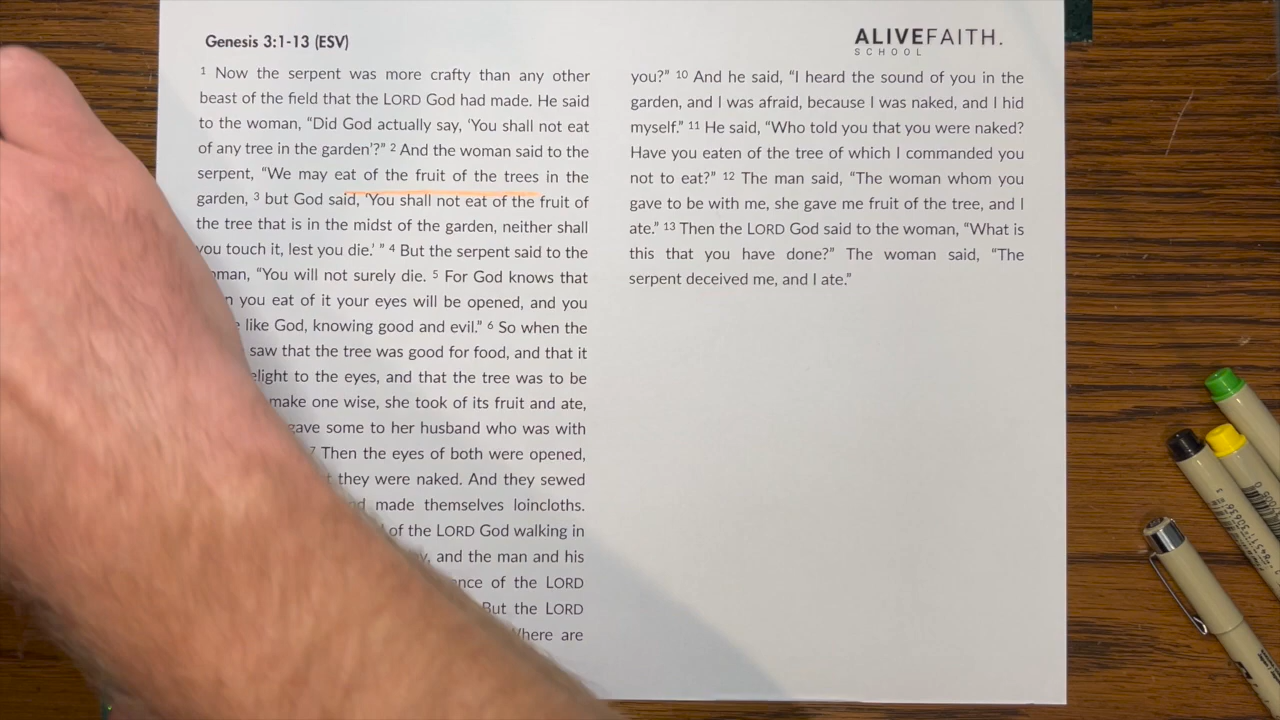 Genesis 3:1-13 (ESV)
ALIVEFAITH.
SCHOOL
1 Now the serpent was more crafty than any other
beast of the field that the LORD God had made. He said
to the woman, “Did God actually say, ‘You shall not eat
of any tree in the garden’?” 2 And the woman said to the
serpent, “We may eat of the fruit of the trees in the
garden, 3 but God said, ‘You shall not eat of the fruit of
the tree that is in the midst of the garden, neither shall
you touch it, lest you die.’ ” 4 But the serpent said to the
“You will not surely die. 5 For God knows that
you eat of it your eyes will be opened, and you
like God, knowing good and evil.” 6 So when the
saw that the tree was good for food, and that it
to the eyes, and that the tree was to be
make one wise, she took of its fruit and ate,
some to her husband who was with
7 Then the eyes of both were opened,
they were naked. And they sewed
made themselves loincloths.
of the LORD God walking in
and the man and his
of the LORD
But the LORD
are
you?” 10 And he said, “I heard the sound of you in the
garden, and I was afraid, because I was naked, and I hid
myself.” 11 He said, “Who told you that you were naked?
Have you eaten of the tree of which I commanded you
not to eat?” 12 The man said, “The woman whom you
gave to be with me, she gave me fruit of the tree, and I
ate.” 13 Then the LORD God said to the woman, “What is
this that you have done?” The woman said, “The
serpent deceived me, and I ate.”